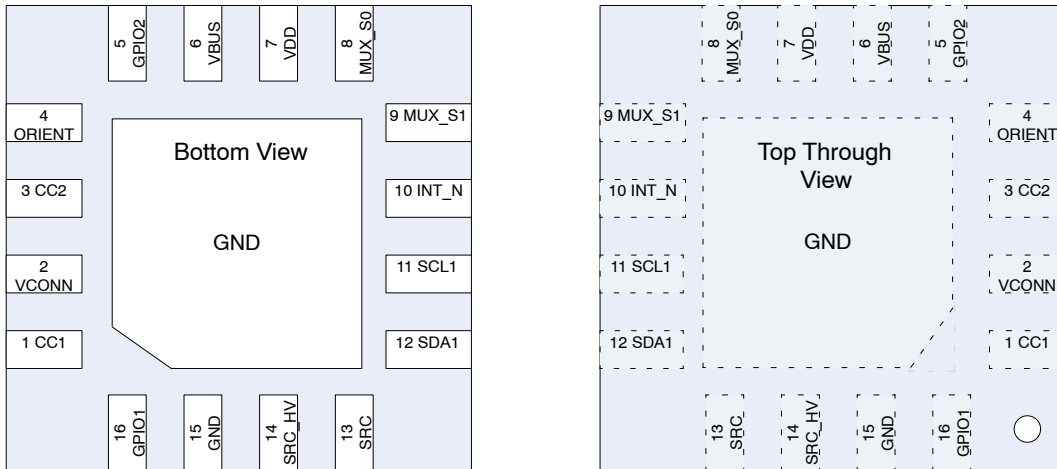 5
GPIO2
6
VBUS
7
VDD
8
MUX_S0
4
ORIENT
3 CC2
2
VCONN
1 CC1
Bottom View
GND
9 MUX_S1
10 INT_N
11 SCL1
12 SDA1
16
GPIO1
15
GND
14
SRC_HV
13
SRC
8
MUX_S0
7
VDD
6
VBUS
5
GPIO2
9 MUX_S1
10 INT_N
11 SCL1
12 SDA1
Top Through
View
GND
4
ORIENT
3 CC2
2
VCONN
1 CC1
13
SRC
14
SRC_HV
15
GND
16
GPIO1